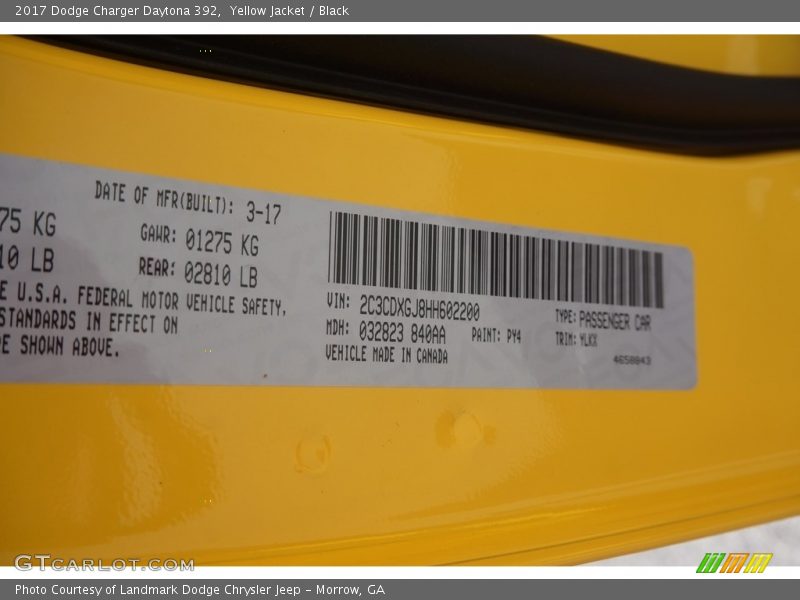 2017 Dodge Charger Daytona 392, Yellow Jacket / Black
DATE OF MFR(BUILT): 3-17
75 KG GAWR: 01275 KG
10 LB REAR: 02810 LB
E U.S.A. FEDERAL MOTOR VEHICLE SAFETY,
STANDARDS IN EFFECT ON
E SHOWN ABOVE.
VIN: 2C3CDXGJ8HH602200 TYPE: PASSENGER CAR
MDH: 032823 840AA PAINT: PY4 TRIM: YLKX
VEHICLE MADE IN CANADA
4658843
GTCARLOT.COM
Photo Courtesy of Landmark Dodge Chrysler Jeep - Morrow, GA